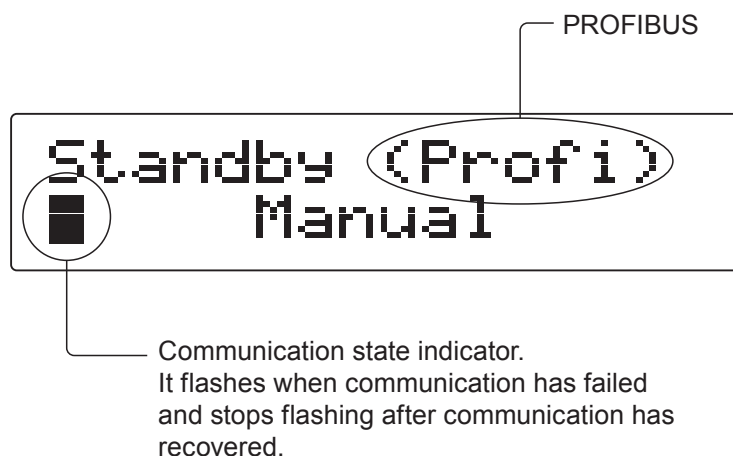 PROFIBUS
Standby (Profi)
Manual
Communication state indicator.
It flashes when communication has failed
and stops flashing after communication has
recovered.